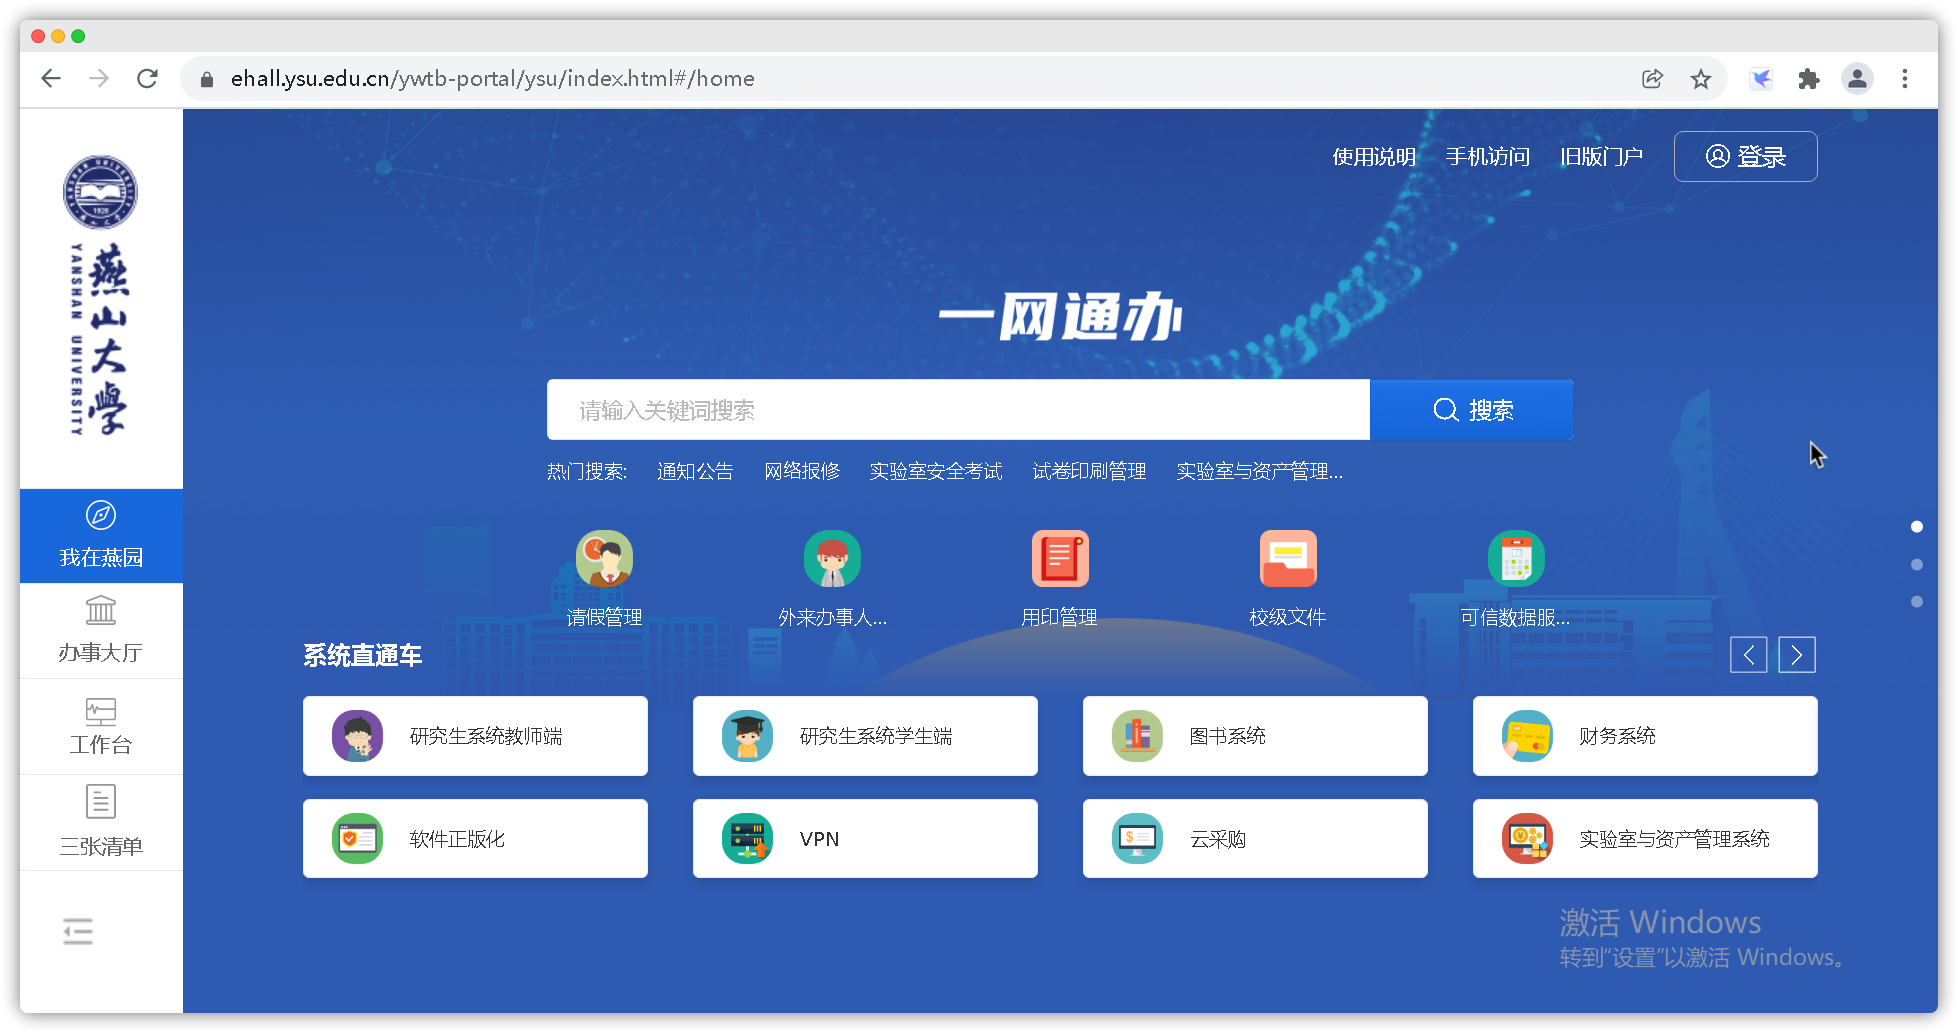 ehall.ysu.edu.cn/ywtb-portal/ysu/index.html#/home
YANSHAN UNIVERSITY
1920
燕山大學
YANSHAN UNIVERSITY
我在燕园
办事大厅
工作台
三张清单
使用说明 手机访问 旧版门户 登录
一网通办
请输入关键词搜索 搜索
热门搜索: 通知公告 网络报修 实验室安全考试 试卷印刷管理 实验室与资产管理...
请假管理 外来办事人... 用印管理 校级文件 可信数据服...
系统直通车
研究生系统教师端 研究生系统学生端 图书系统 财务系统
软件正版化 VPN 云采购 实验室与资产管理系统
激活 Windows
转到“设置”以激活 Windows。